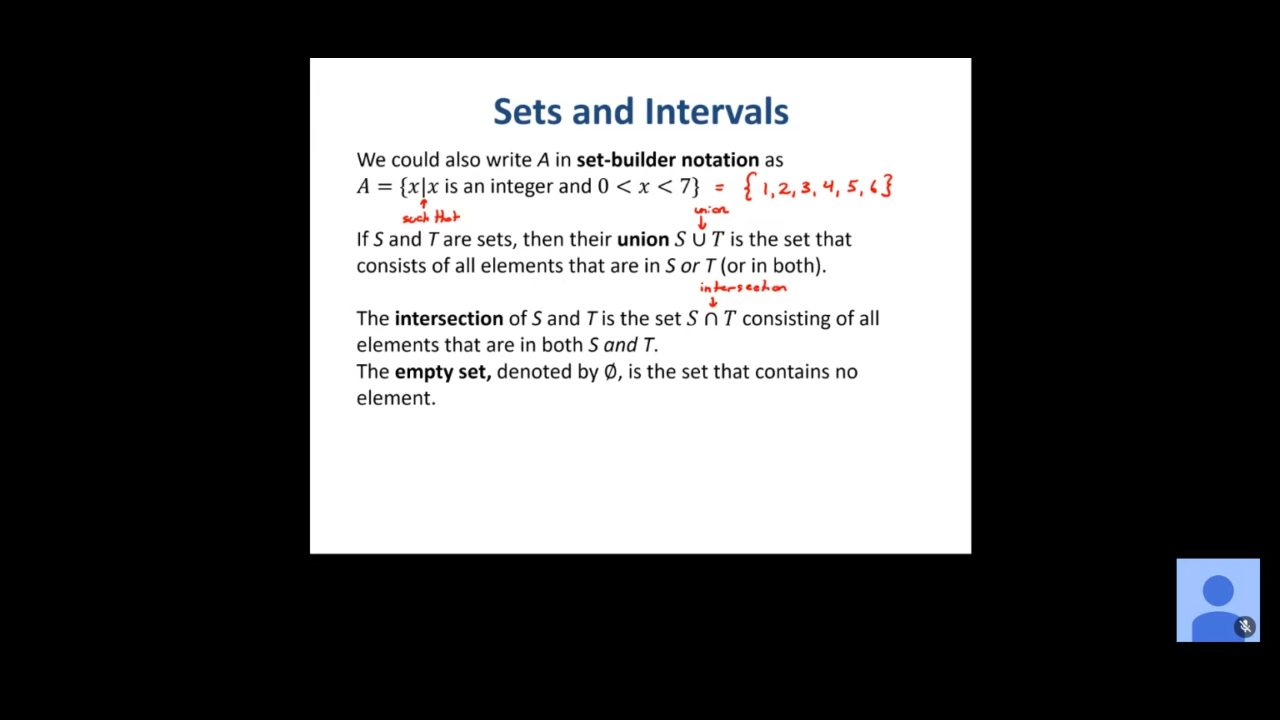 Sets and Intervals
We could also write A in set-builder notation as
A = {x|x is an integer and 0 < x < 7} = {1, 2, 3, 4, 5, 6}
such that
union
If S and T are sets, then their union S ∪ T is the set that
consists of all elements that are in S or T (or in both).
intersection
The intersection of S and T is the set S ∩ T consisting of all
elements that are in both S and T.
The empty set, denoted by ∅, is the set that contains no
element.